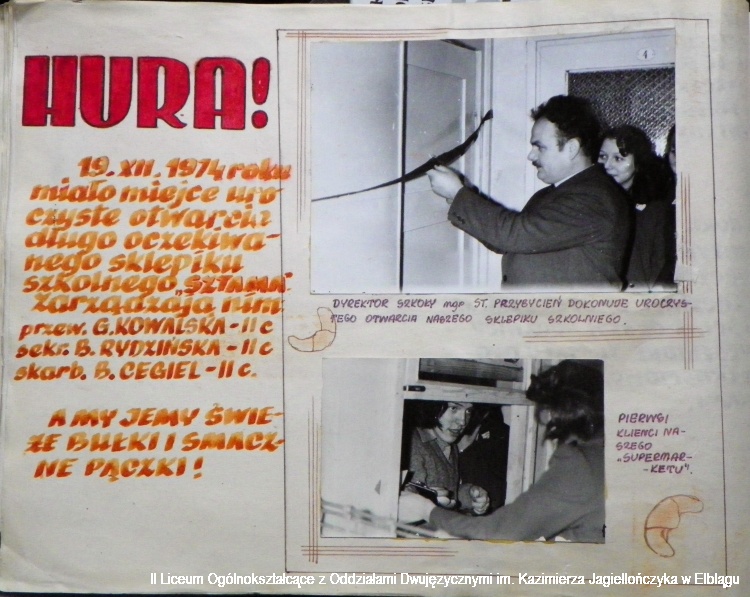 HURA!
19. XII. 1974 roku
miało miejce uro
czyste otwarcie
długo oczekiwa-
nego sklepiku
szkolnego „SZTAMA"
zarządzają nim
przew. G. KOWALSKA - II c
sekr. B. RYDZIŃSKA - II c
skarb. B. CEGIEL - II c.
A MY JEMY ŚWIE-
ŻE BUŁKI I SMACZ-
NE PĄCZKI!
4
DYREKTOR SZKOŁY mgr ST. PRZYBYCIEŃ DOKONUJE UROCZYS-
TEGO OTWARCIA NASZEGO SKLEPIKU SZKOLNEGO.
PIERWSI
KLIENCI NA-
SZEGO
„SUPERMAR-
-KETU".
II Liceum Ogólnokształcące z Oddziałami Dwujęzycznymi im. Kazimierza Jagiellończyka w Elblągu